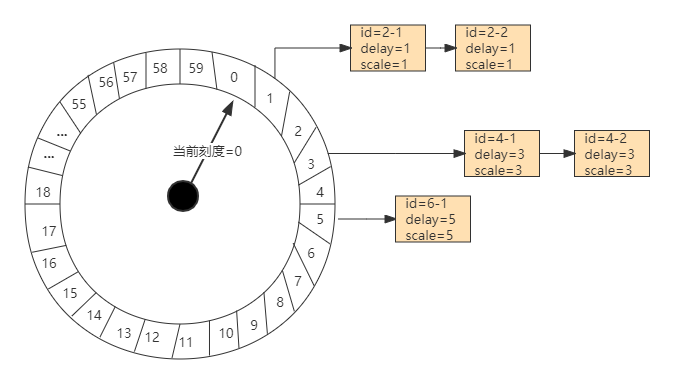 id=2-1
delay=1
scale=1
id=2-2
delay=1
scale=1
59
0
58
57
56
1
55
2
...
...
当前刻度=0
3
id=4-1
delay=3
scale=3
id=4-2
delay=3
scale=3
18
4
id=6-1
delay=5
scale=5
17
5
16
6
15
7
14
8
13
12
11
10
9